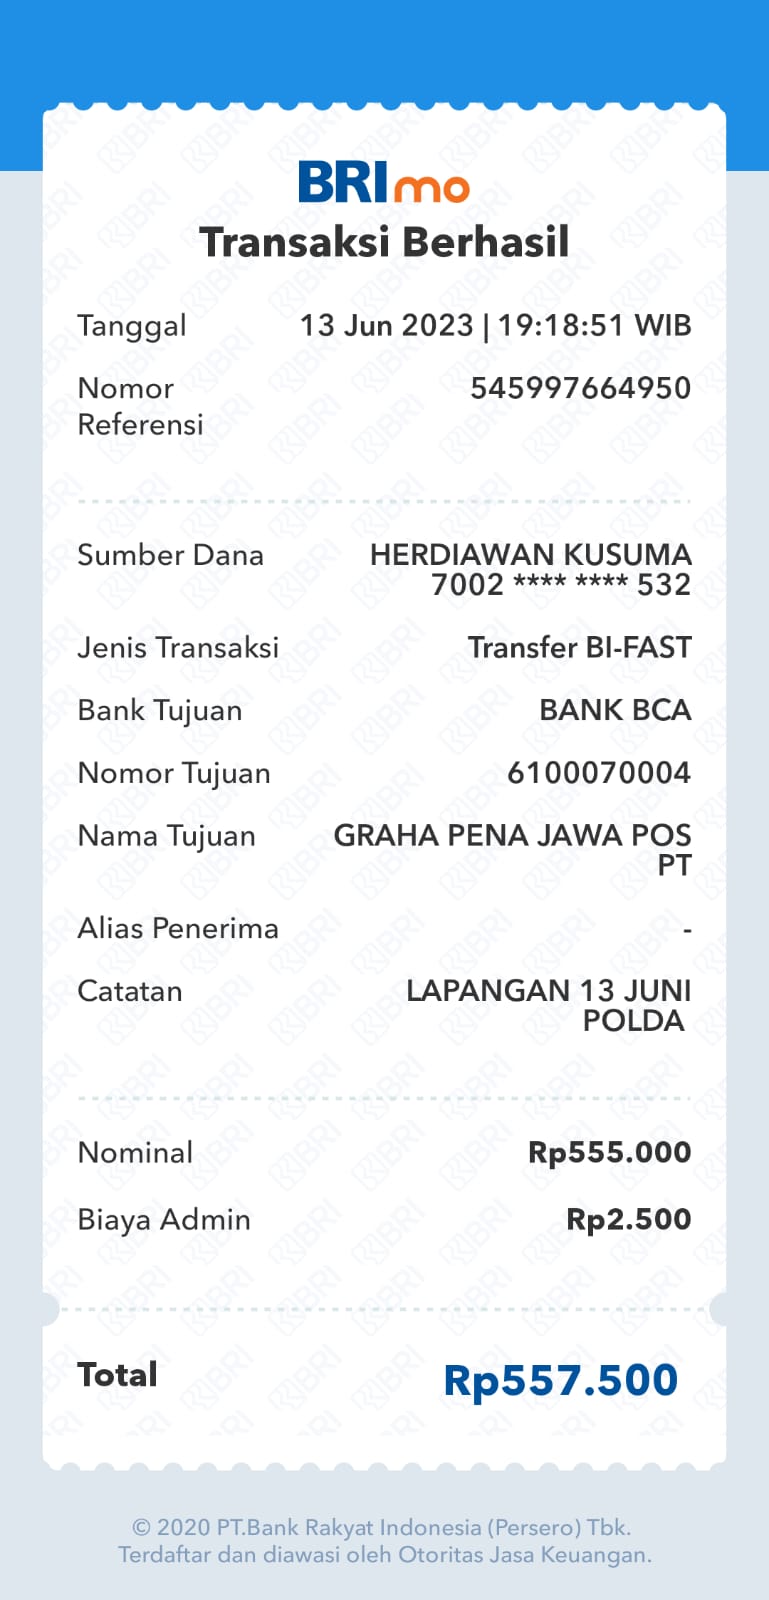 BRImo
Transaksi Berhasil
Tanggal 13 Jun 2023 | 19:18:51 WIB
Nomor 545997664950
Referensi
Sumber Dana HERDIAWAN KUSUMA
7002 **** **** 532
Jenis Transaksi Transfer BI-FAST
Bank Tujuan BANK BCA
Nomor Tujuan 6100070004
Nama Tujuan GRAHA PENA JAWA POS
PT
Alias Penerima -
Catatan LAPANGAN 13 JUNI
POLDA
Nominal Rp555.000
Biaya Admin Rp2.500
Total Rp557.500
© 2020 PT.Bank Rakyat Indonesia (Persero) Tbk.
Terdaftar dan diawasi oleh Otoritas Jasa Keuangan.